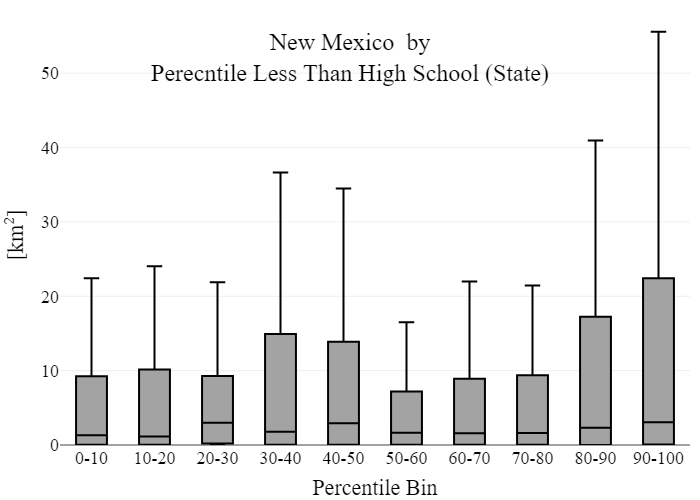 New Mexico by
Perecntile Less Than High School (State)
50
40
30
20
10
0
[km²]
0-10 10-20 20-30 30-40 40-50 50-60 60-70 70-80 80-90 90-100
Percentile Bin